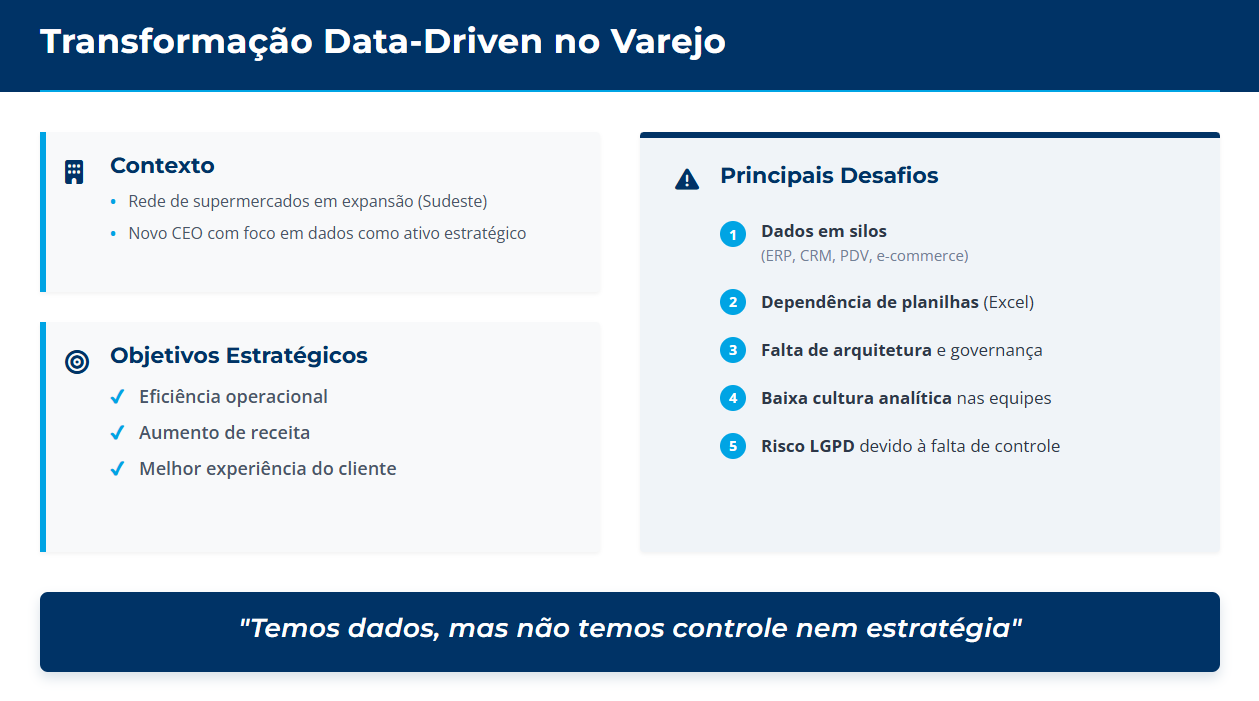 Transformação Data-Driven no Varejo
Contexto
• Rede de supermercados em expansão (Sudeste)
• Novo CEO com foco em dados como ativo estratégico
Objetivos Estratégicos
✓ Eficiência operacional
✓ Aumento de receita
✓ Melhor experiência do cliente
Principais Desafios
1 Dados em silos
(ERP, CRM, PDV, e-commerce)
2 Dependência de planilhas (Excel)
3 Falta de arquitetura e governança
4 Baixa cultura analítica nas equipes
5 Risco LGPD devido à falta de controle
"Temos dados, mas não temos controle nem estratégia"